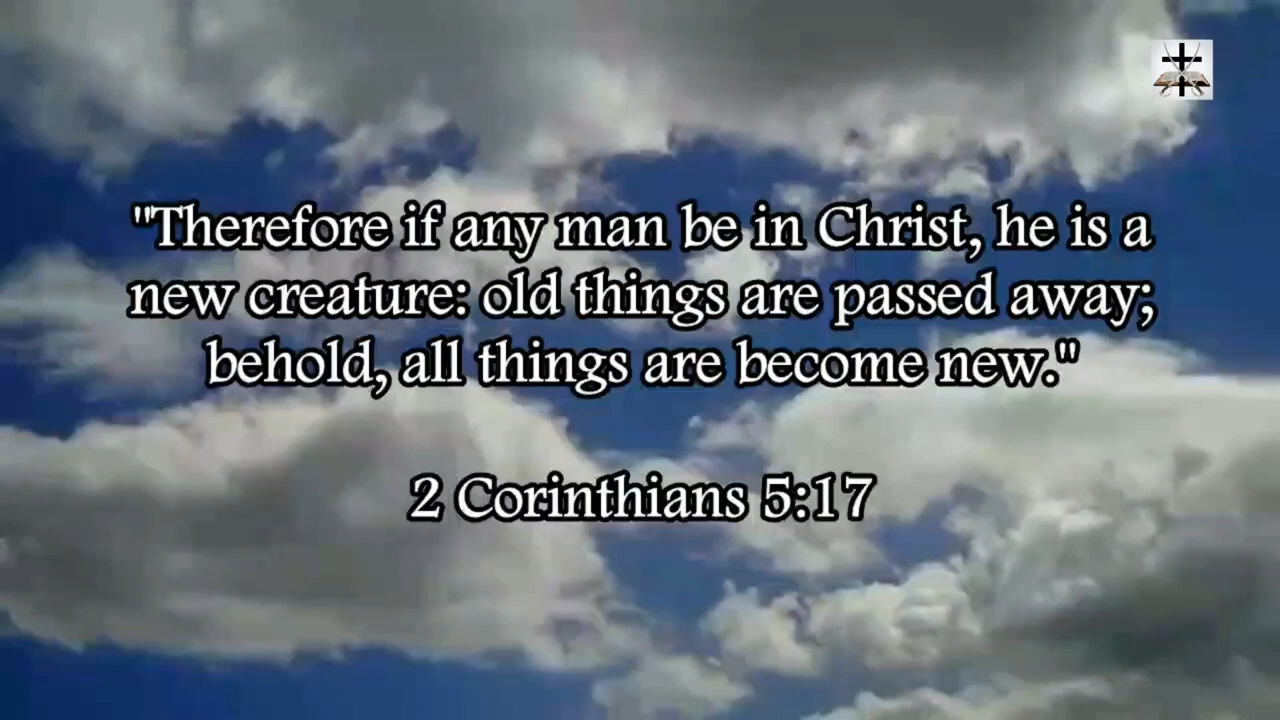 "Therefore if any man be in Christ, he is a
new creature: old things are passed away;
behold, all things are become new."
2 Corinthians 5:17